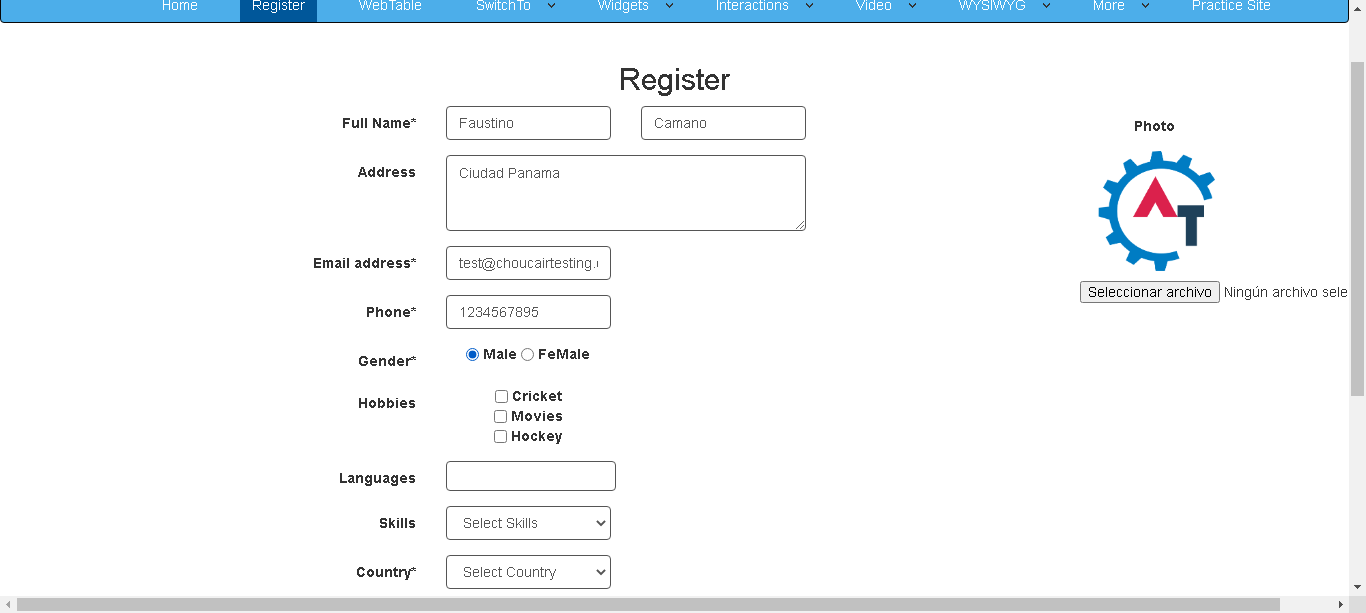 Home Register WebTable SwitchTo Widgets Interactions Video WYSIWYG More Practice Site
Register
Full Name* Faustino Camano
Photo
Address Ciudad Panama
AT
Email address* test@choucairtesting.
Seleccionar archivo Ningún archivo sele
Phone* 1234567895
Gender* Male FeMale
Hobbies Cricket
Movies
Hockey
Languages
Skills Select Skills
Country* Select Country